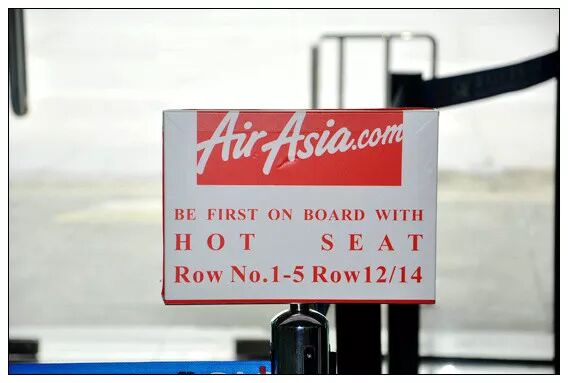 AirAsia.com
BE FIRST ON BOARD WITH
HOT SEAT
Row No.1-5 Row12/14